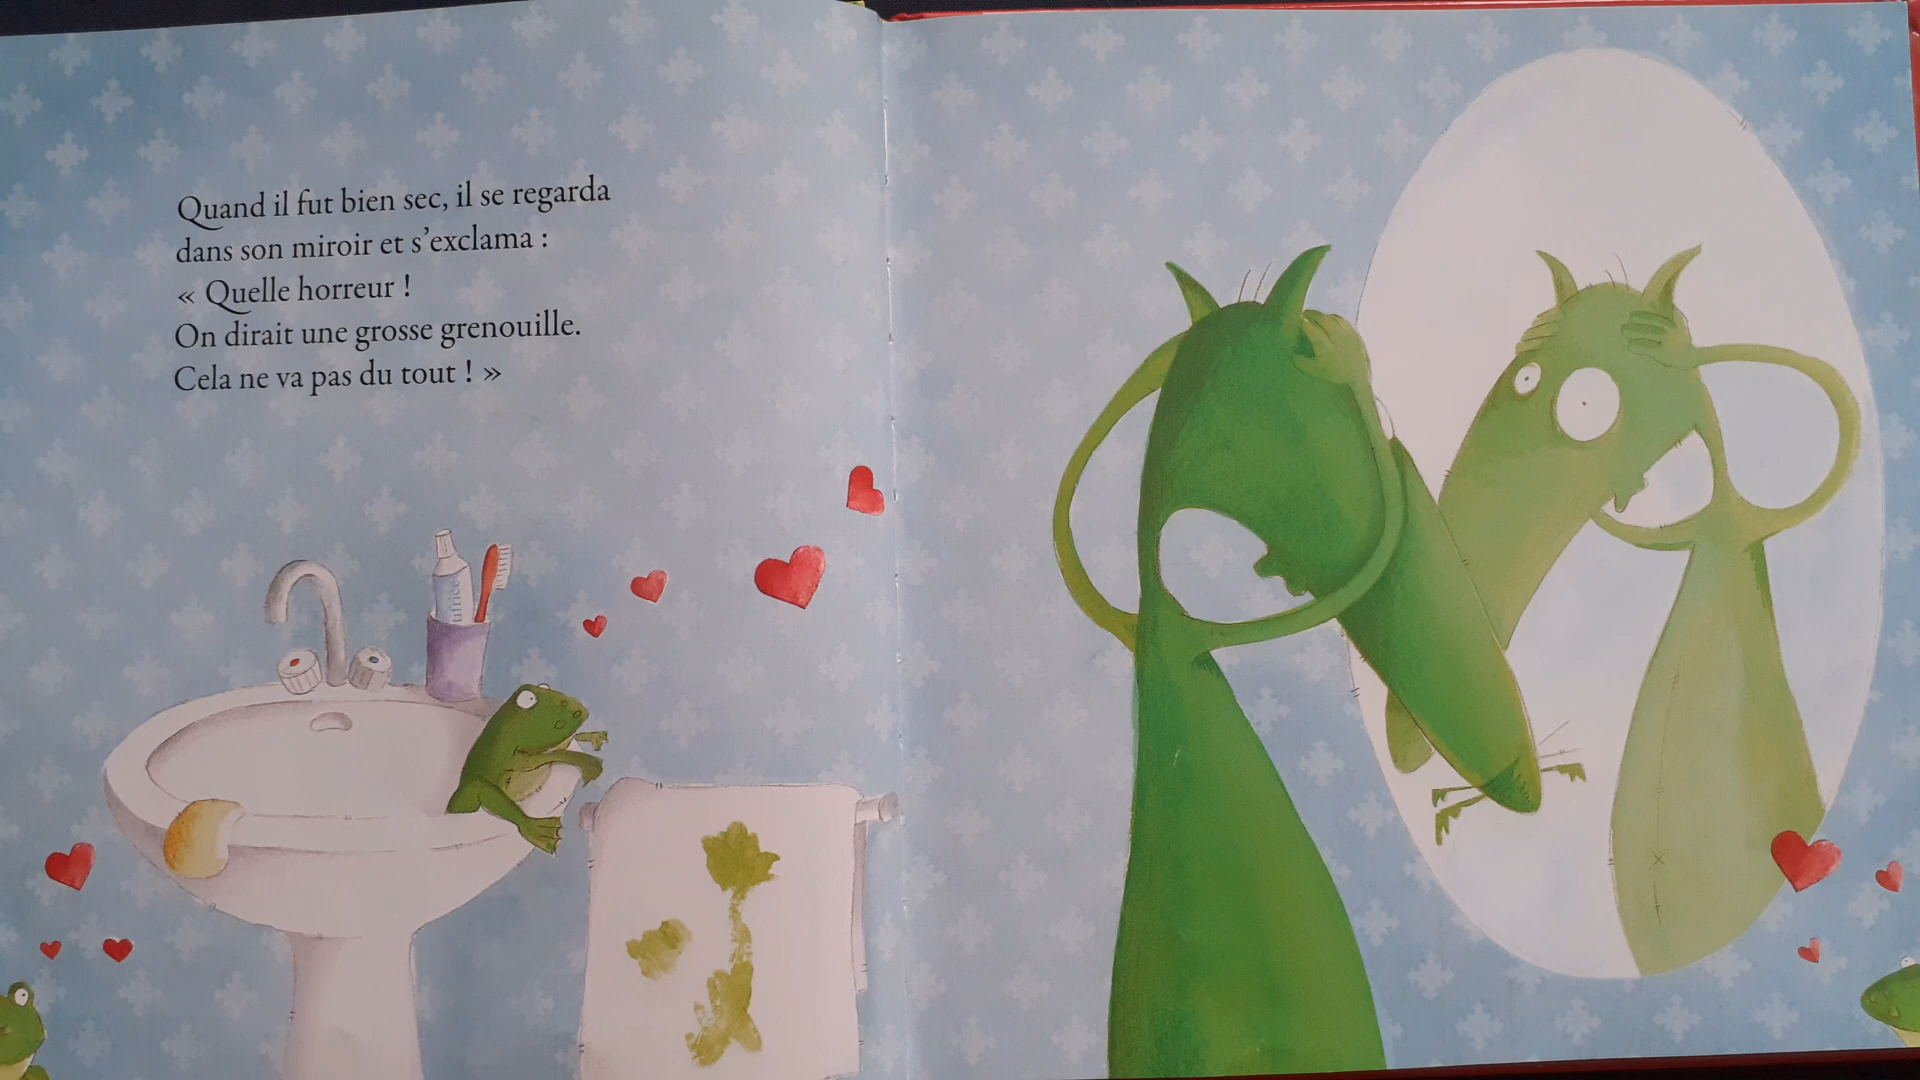 Quand il fut bien sec, il se regarda
dans son miroir et s'exclama :
« Quelle horreur !
On dirait une grosse grenouille.
Cela ne va pas du tout ! »